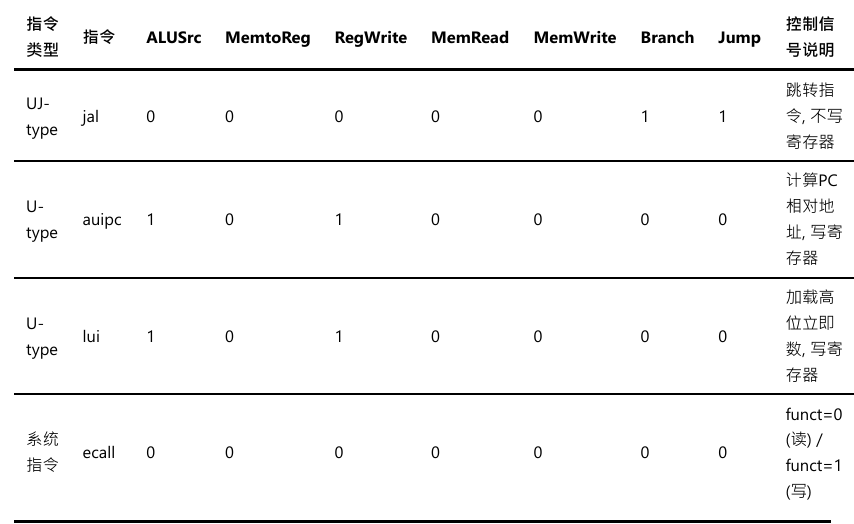 指令类型 指令 ALUSrc MemtoReg RegWrite MemRead MemWrite Branch Jump 控制信号说明
UJ-type jal 0 0 0 0 0 1 1 跳转指令, 不写寄存器
U-type auipc 1 0 1 0 0 0 0 计算PC相对地址, 写寄存器
U-type lui 1 0 1 0 0 0 0 加载高位立即数, 写寄存器
系统指令 ecall 0 0 0 0 0 0 0 funct=0 (读) / funct=1 (写)